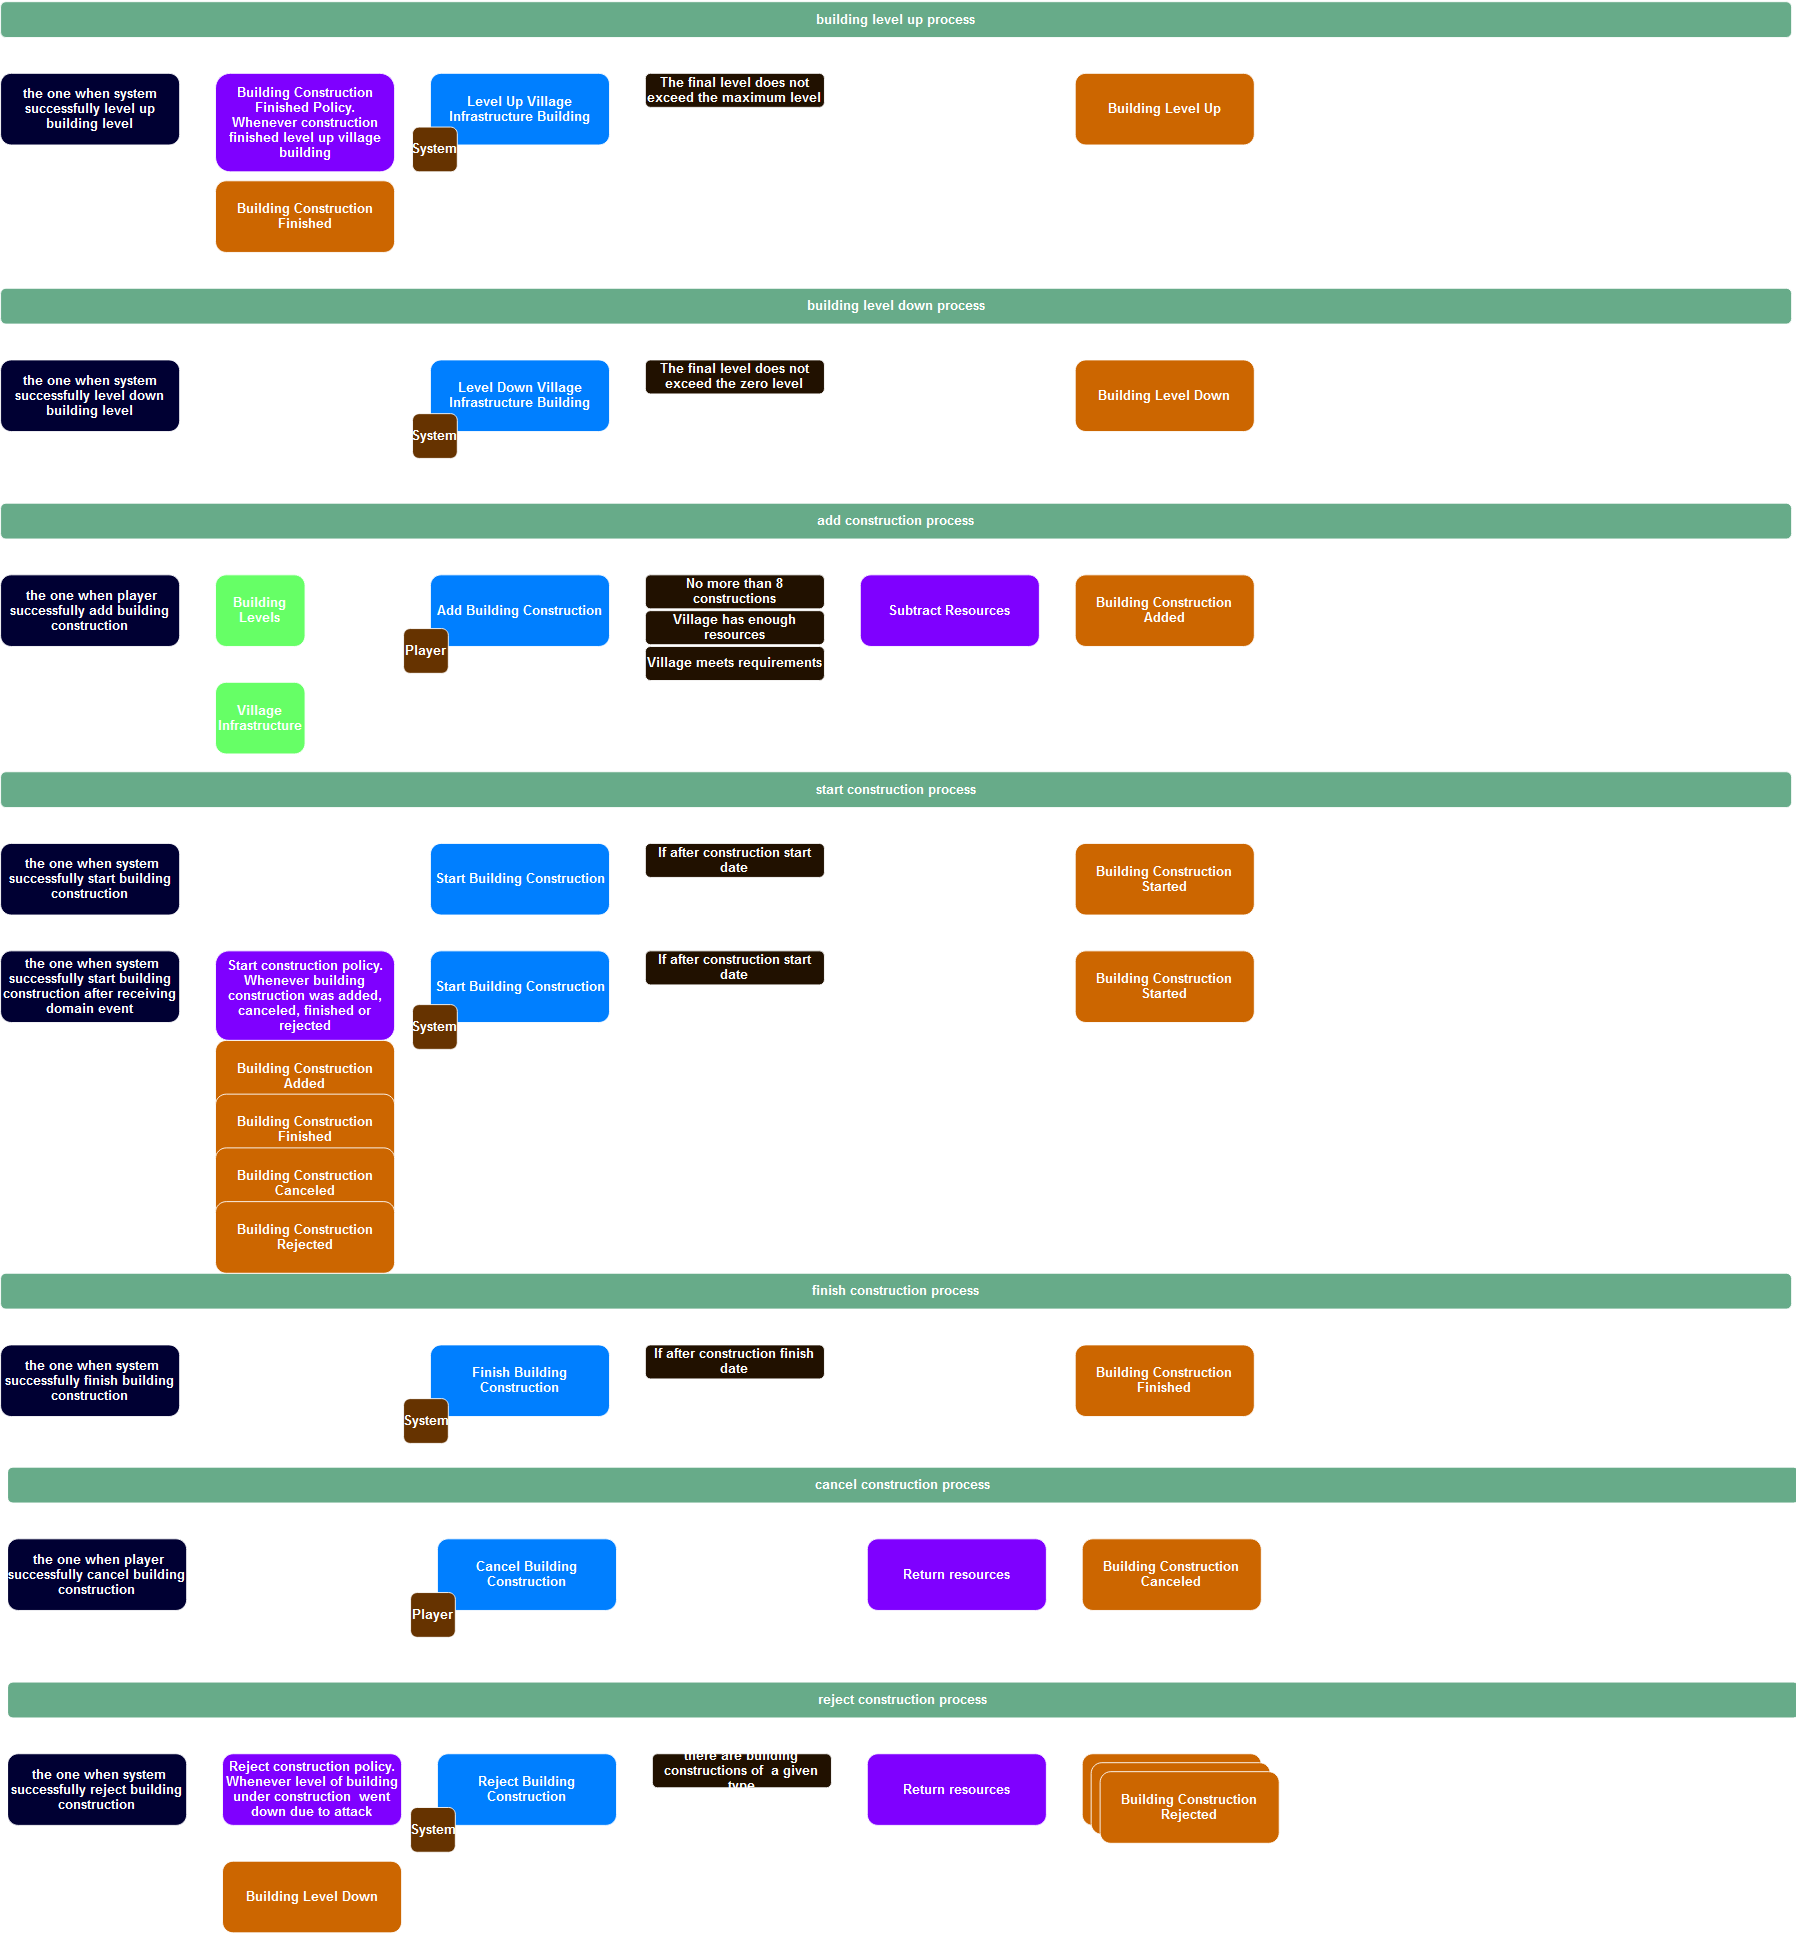 building level up process
the one when system
successfully level up
building level
Building Construction
Finished Policy.
Whenever construction
finished level up village
building
Level Up Village
Infrastructure Building
System
The final level does not
exceed the maximum level
Building Level Up
Building Construction
Finished
building level down process
the one when system
successfully level down
building level
Level Down Village
Infrastructure Building
System
The final level does not
exceed the zero level
Building Level Down
add construction process
the one when player
successfully add building
construction
Building
Levels
Add Building Construction
Player
No more than 8
constructions
Village has enough
resources
Village meets requirements
Subtract Resources
Building Construction
Added
Village
Infrastructure
start construction process
the one when system
successfully start building
construction
Start Building Construction
If after construction start
date
Building Construction
Started
the one when system
successfully start building
construction after receiving
domain event
Start construction policy.
Whenever building
construction was added,
canceled, finished or
rejected
Start Building Construction
System
If after construction start
date
Building Construction
Started
Building Construction
Added
Building Construction
Finished
Building Construction
Canceled
Building Construction
Rejected
finish construction process
the one when system
successfully finish building
construction
Finish Building
Construction
System
If after construction finish
date
Building Construction
Finished
cancel construction process
the one when player
successfully cancel building
construction
Cancel Building
Construction
Player
Return resources
Building Construction
Canceled
reject construction process
the one when system
successfully reject building
construction
Reject construction policy.
Whenever level of building
under construction went
down due to attack
Reject Building
Construction
System
there are building
constructions of a given
type
Return resources
Building Construction
Rejected
Building Level Down